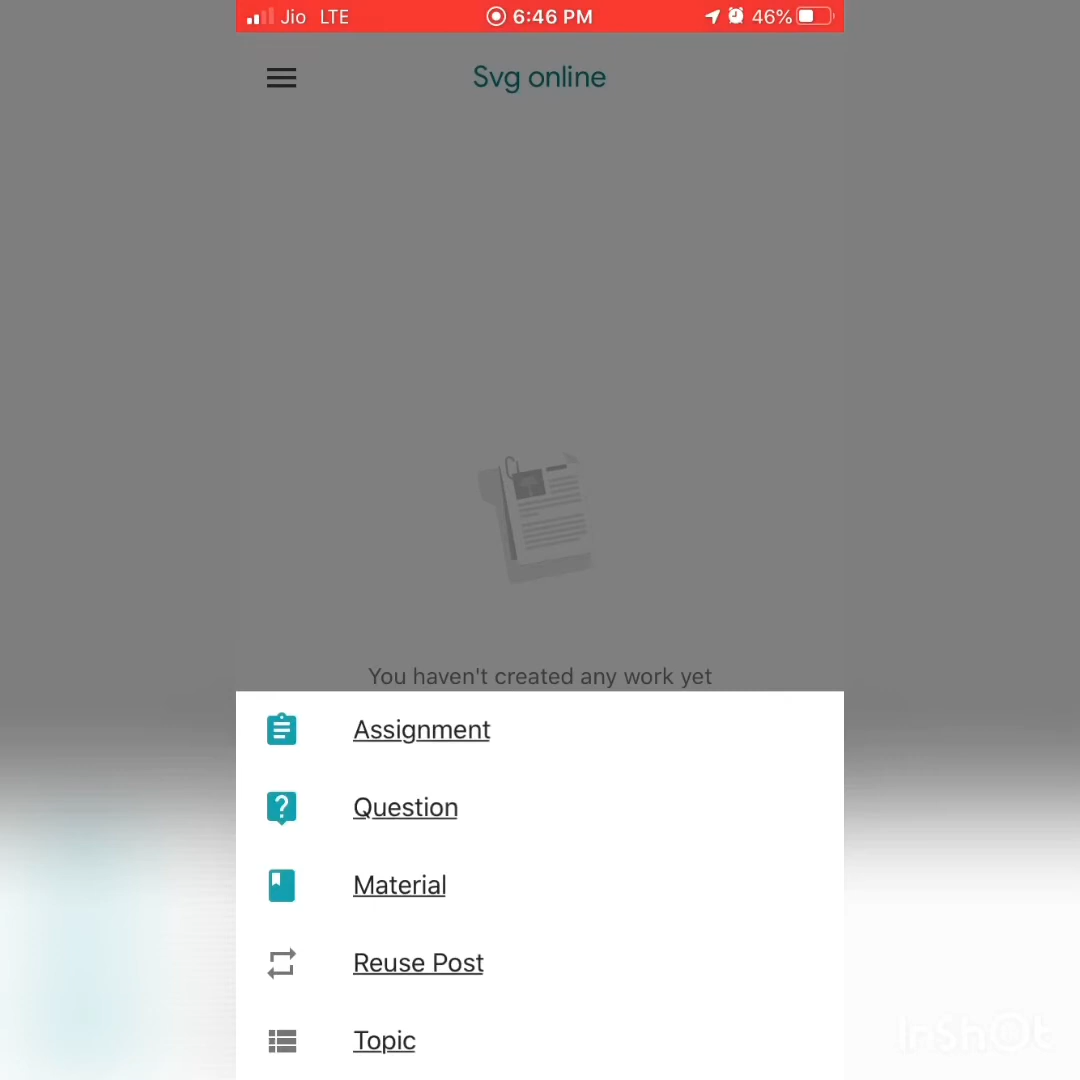 Jio LTE 6:46 PM 46%
Svg online
You haven't created any work yet
Assignment
Question
Material
Reuse Post
Topic
InShOt